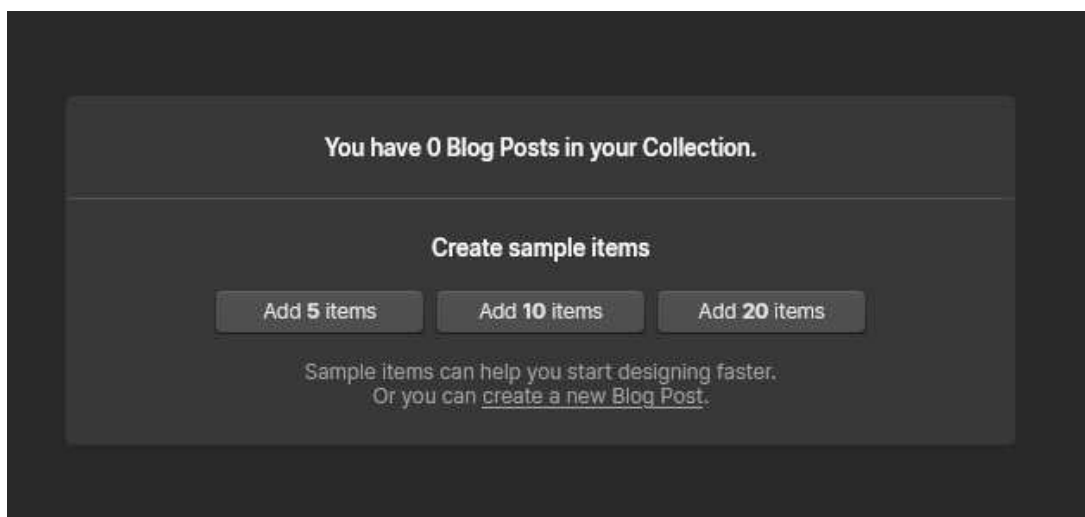 You have 0 Blog Posts in your Collection.
Create sample items
Add 5 items
Add 10 items
Add 20 items
Sample items can help you start designing faster.
Or you can create a new Blog Post.